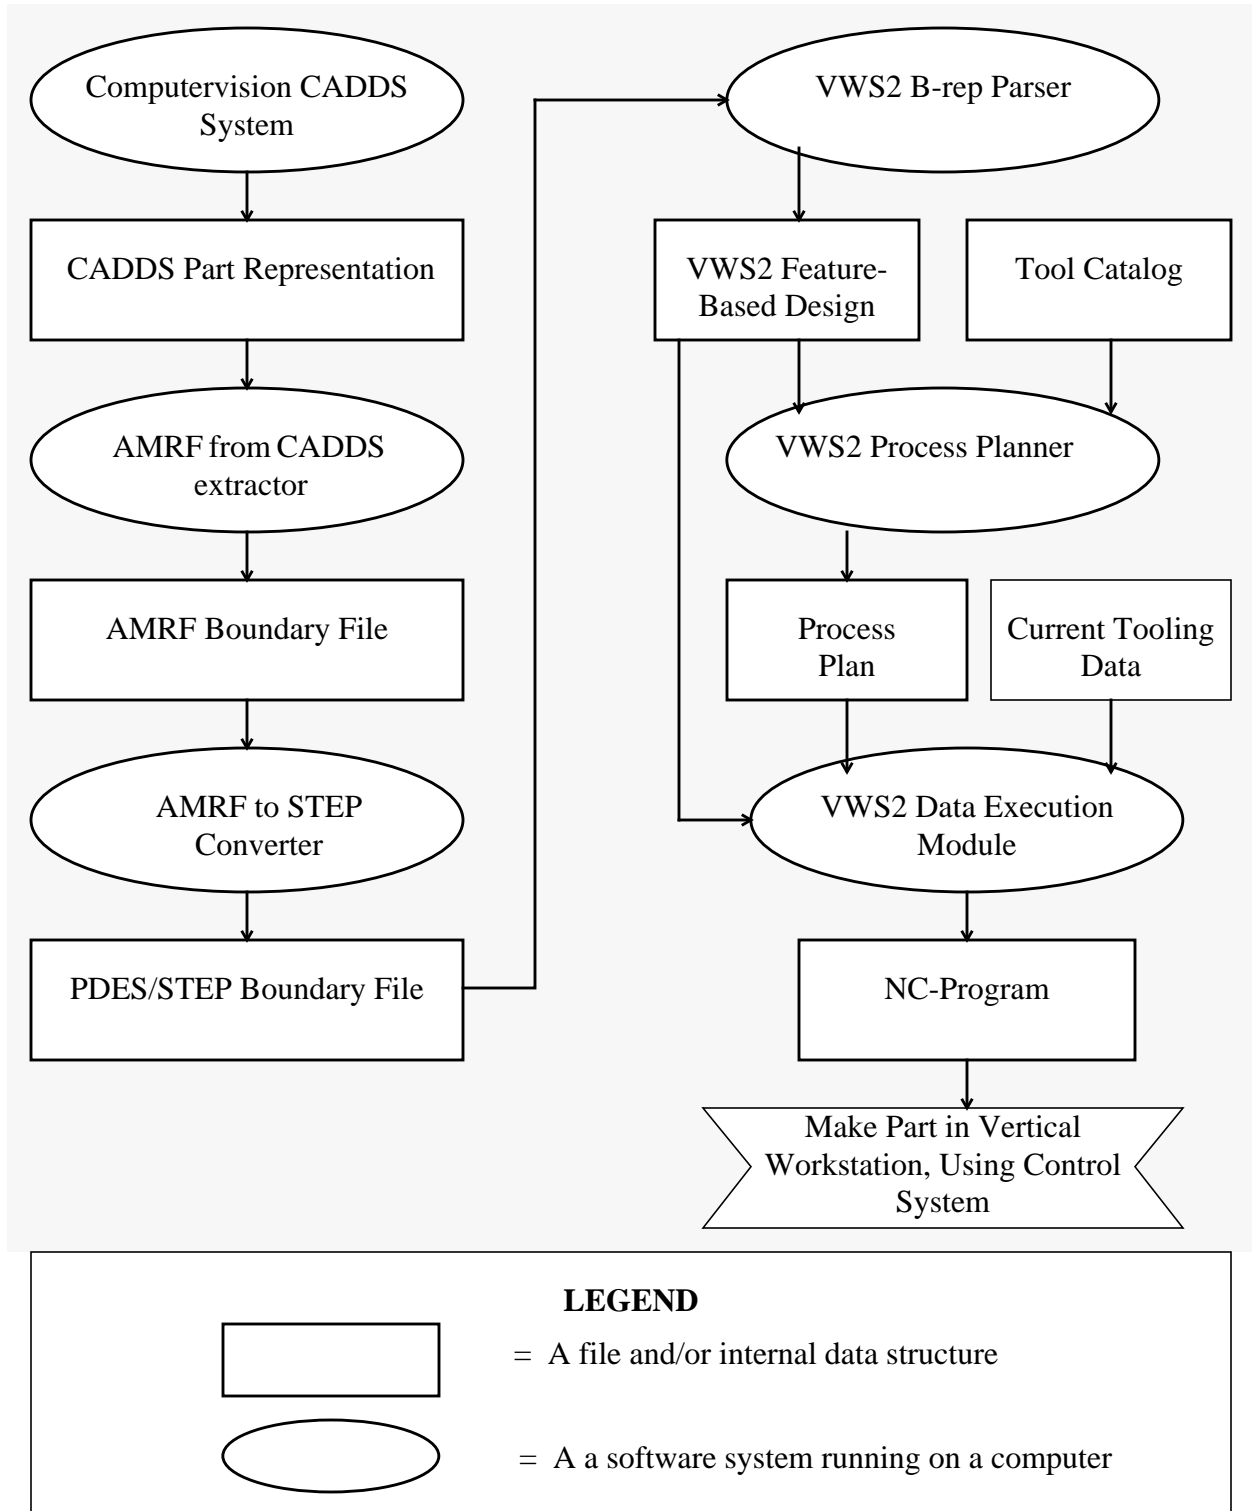 Computervision CADDS
System
CADDS Part Representation
AMRF from CADDS
extractor
AMRF Boundary File
AMRF to STEP
Converter
PDES/STEP Boundary File
VWS2 B-rep Parser
VWS2 Feature-
Based Design
Tool Catalog
VWS2 Process Planner
Process
Plan
Current Tooling
Data
VWS2 Data Execution
Module
NC-Program
Make Part in Vertical
Workstation, Using Control
System
LEGEND
= A file and/or internal data structure
= A a software system running on a computer